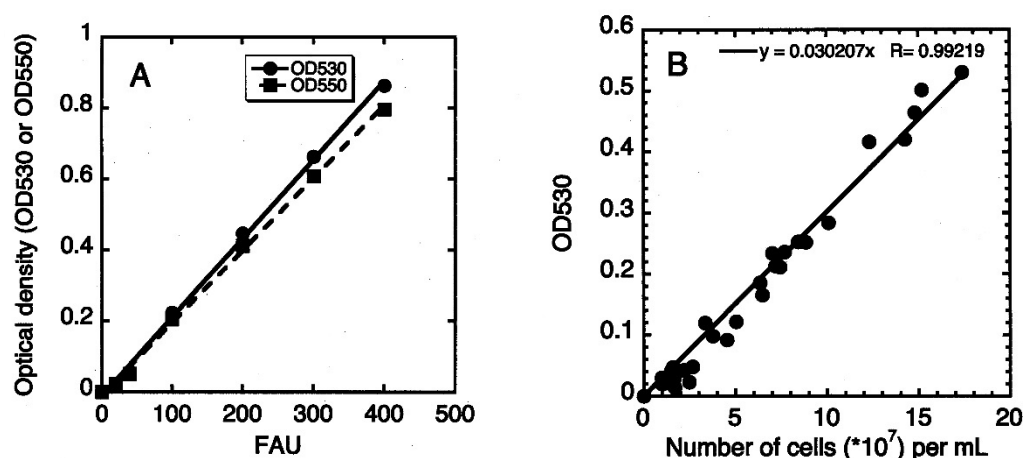 A
OD530
OD550
Optical density (OD530 or OD550)
1
0.8
0.6
0.4
0.2
0
0 100 200 300 400 500
FAU
B
y = 0.030207x R= 0.99219
OD530
0.6
0.5
0.4
0.3
0.2
0.1
0
0 5 10 15 20
Number of cells (*10⁷) per mL